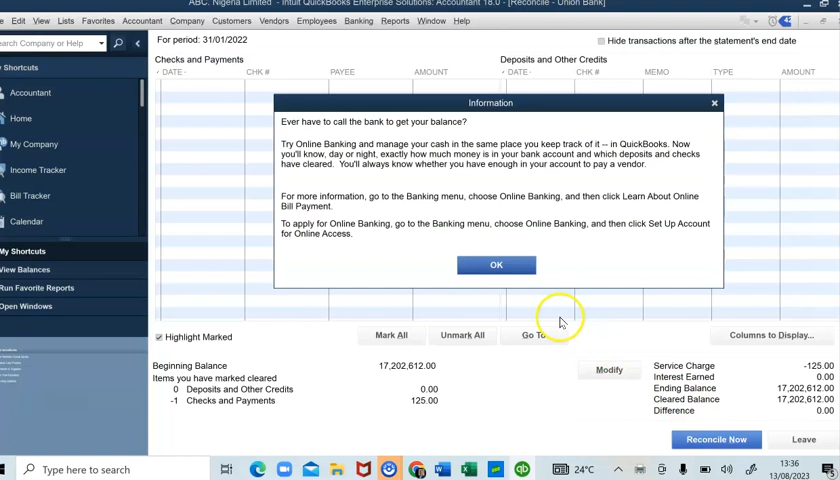 ABC. Nigeria Limited - Intuit QuickBooks Enterprise Solutions: Accountant 18.0 - [Reconcile - Union Bank]
Edit View Lists Favorites Accountant Company Customers Vendors Employees Banking Reports Window Help
42
Search Company or Help
My Shortcuts
Accountant
Home
My Company
Income Tracker
Bill Tracker
Calendar
My Shortcuts
View Balances
Run Favorite Reports
Open Windows
For period: 31/01/2022
Hide transactions after the statement's end date
Checks and Payments
Deposits and Other Credits
DATE CHK # PAYEE AMOUNT DATE CHK # MEMO TYPE AMOUNT
Information
Ever have to call the bank to get your balance?
Try Online Banking and manage your cash in the same place you keep track of it -- in QuickBooks. Now
you'll know, day or night, exactly how much money is in your bank account and which deposits and checks
have cleared. You'll always know whether you have enough in your account to pay a vendor.
For more information, go to the Banking menu, choose Online Banking, and then click Learn About Online
Bill Payment.
To apply for Online Banking, go to the Banking menu, choose Online Banking, and then click Set Up Account
for Online Access.
OK
Highlight Marked
Mark All Unmark All Go To Columns to Display...
Beginning Balance 17,202,612.00
Items you have marked cleared
0 Deposits and Other Credits 0.00
-1 Checks and Payments 125.00
Modify
Service Charge -125.00
Interest Earned 0.00
Ending Balance 17,202,612.00
Cleared Balance 17,202,612.00
Difference 0.00
Reconcile Now Leave
Type here to search
24°C
13:36
13/08/2023
5